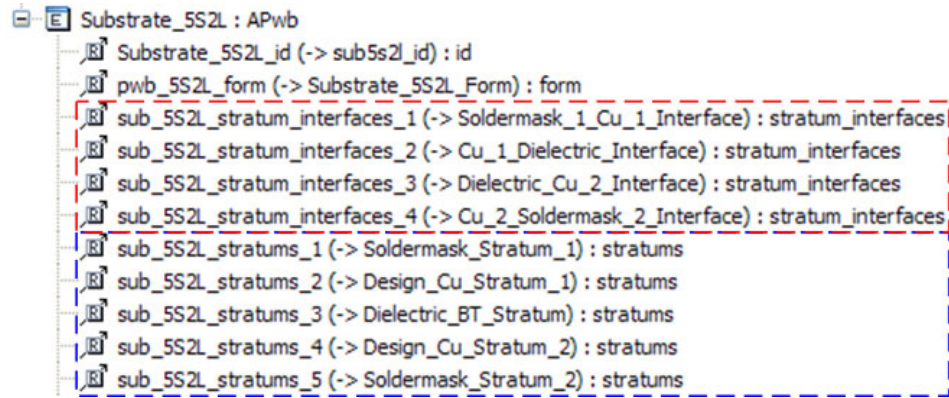 Substrate_5S2L : APwb
Substrate_5S2L_id (-> sub5s2l_id) : id
pwb_5S2L_form (-> Substrate_5S2L_Form) : form
sub_5S2L_stratum_interfaces_1 (-> Soldermask_1_Cu_1_Interface) : stratum_interfaces
sub_5S2L_stratum_interfaces_2 (-> Cu_1_Dielectric_Interface) : stratum_interfaces
sub_5S2L_stratum_interfaces_3 (-> Dielectric_Cu_2_Interface) : stratum_interfaces
sub_5S2L_stratum_interfaces_4 (-> Cu_2_Soldermask_2_Interface) : stratum_interfaces
sub_5S2L_stratums_1 (-> Soldermask_Stratum_1) : stratums
sub_5S2L_stratums_2 (-> Design_Cu_Stratum_1) : stratums
sub_5S2L_stratums_3 (-> Dielectric_BT_Stratum) : stratums
sub_5S2L_stratums_4 (-> Design_Cu_Stratum_2) : stratums
sub_5S2L_stratums_5 (-> Soldermask_Stratum_2) : stratums